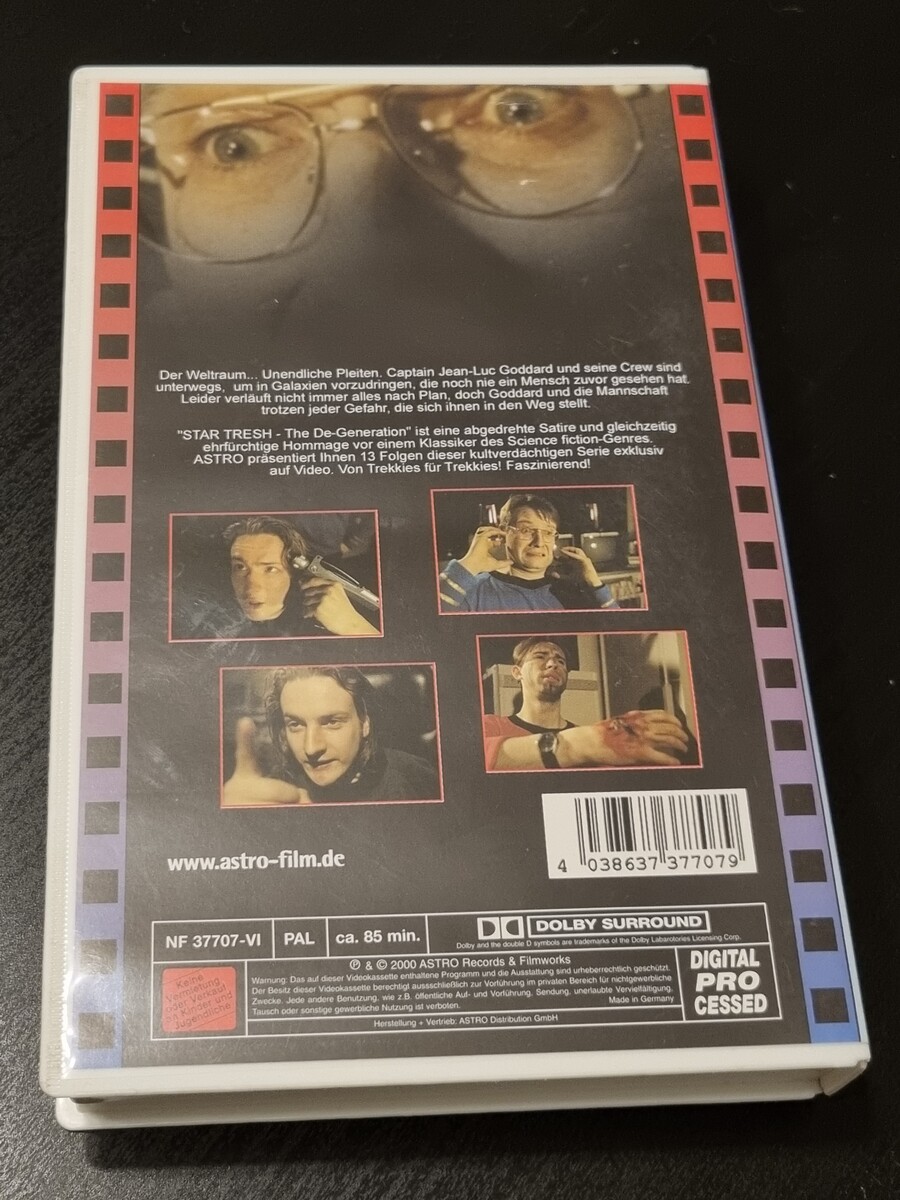 Der Weltraum... Unendliche Pleiten. Captain Jean-Luc Goddard und seine Crew sind
unterwegs, um in Galaxien vorzudringen, die noch nie ein Mensch zuvor gesehen hat.
Leider verläuft nicht immer alles nach Plan, doch Goddard und die Mannschaft
trotzen jeder Gefahr, die sich ihnen in den Weg stellt.
"STAR TRESH - The De-Generation" ist eine abgedrehte Satire und gleichzeitig
ehrfürchtige Hommage vor einem Klassiker des Science fiction-Genres.
ASTRO präsentiert Ihnen 13 Folgen dieser kultverdächtigen Serie exklusiv
auf Video. Von Trekkies für Trekkies! Faszinierend!
www.astro-film.de
4 038637 377079
NF 37707-VI
PAL
ca. 85 min.
DOLBY SURROUND
Dolby and the double D symbols are trademarks of the Dolby Labarotories Licensing Corp.
Keine
Vermietung
oder Verkauf
an Kinder und
Jugendliche
℗ & © 2000 ASTRO Records & Filmworks
Warnung: Das auf dieser Videokassette enthaltene Programm und die Ausstattung sind urheberrechtlich geschützt.
Der Besitz dieser Videokassette berechtigt ausschließlich zur Vorführung im privaten Bereich für nichtgewerbliche
Zwecke. Jede andere Benutzung, wie z.B. öffentliche Auf- und Vorführung, Sendung, unerlaubte Vervielfältigung,
Tausch oder sonstige gewerbliche Nutzung ist verboten.
Made in Germany
Herstellung + Vertrieb: ASTRO Distribution GmbH
DIGITAL
PRO
CESSED